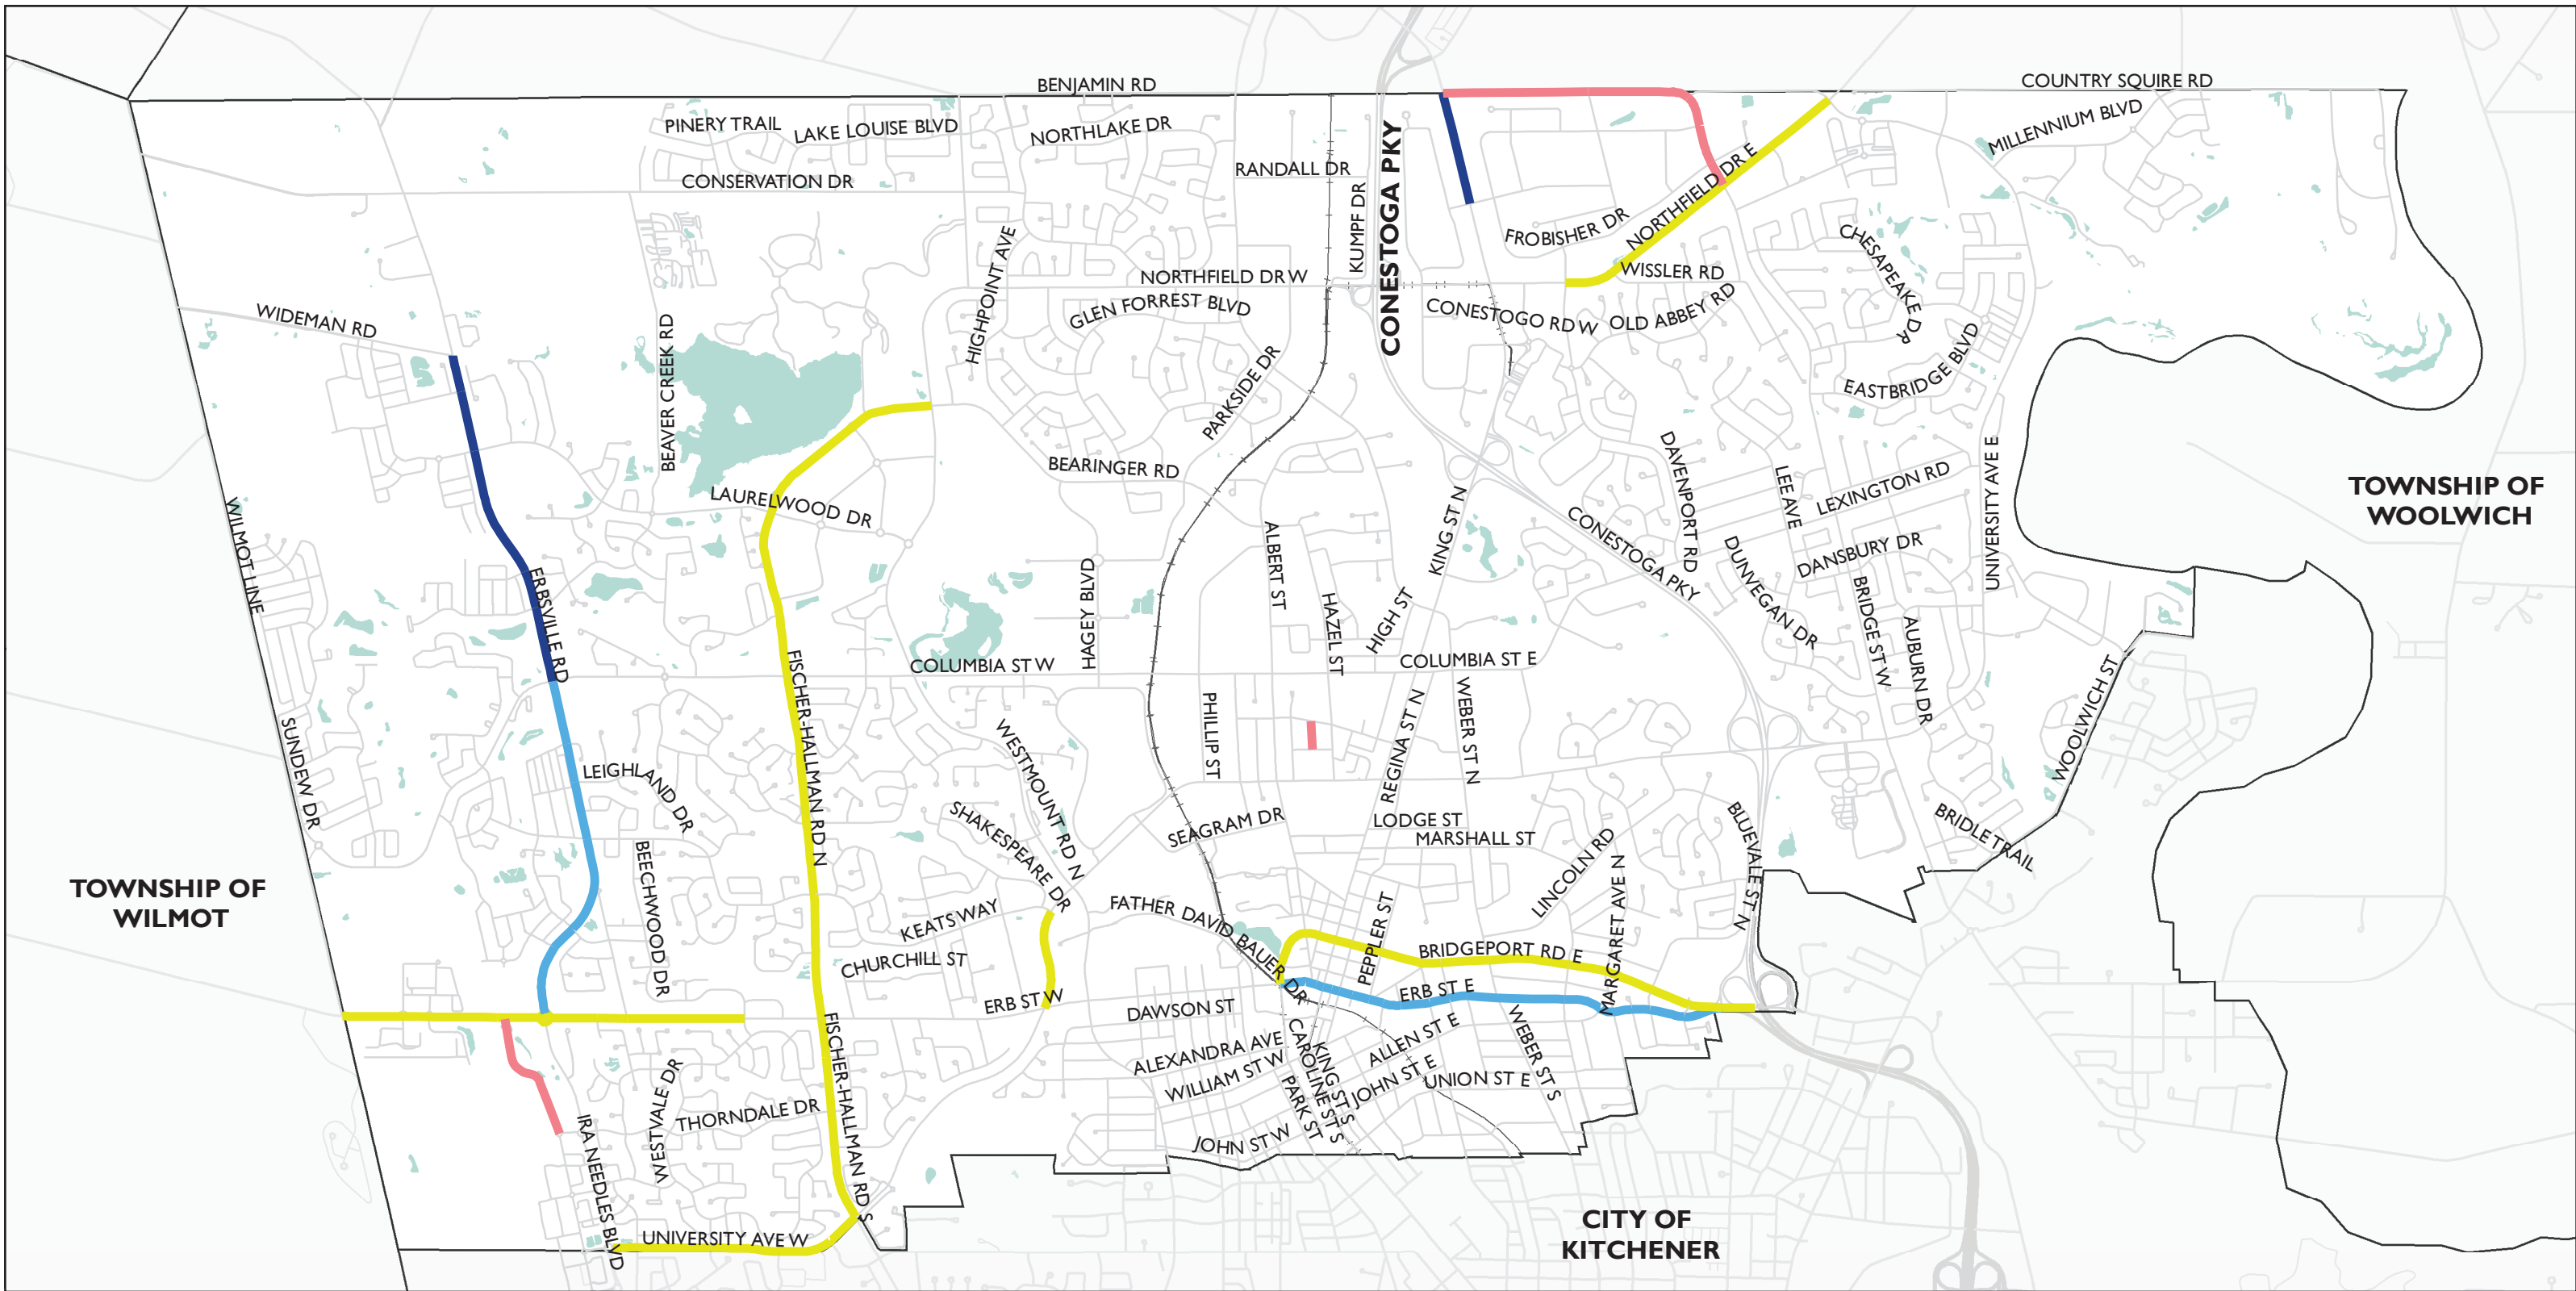 BENJAMIN RD
COUNTRY SQUIRE RD
PINERY TRAIL
LAKE LOUISE BLVD
NORTHLAKE DR
MILLENNIUM BLVD
CONSERVATION DR
RANDALL DR
KUMPF DR
CONESTOGA PKY
FROBISHER DR
NORTHFIELD DR E
CHESAPEAKE DR
HIGHPOINT AVE
NORTHFIELD DR W
WISSLER RD
WIDEMAN RD
BEAVER CREEK RD
GLEN FORREST BLVD
CONESTOGO RD W
OLD ABBEY RD
PARKSIDE DR
EASTBRIDGE BLVD
BEARINGER RD
LAURELWOOD DR
DAVENPORT RD
LEE AVE
LEXINGTON RD
UNIVERSITY AVE E
TOWNSHIP OF
WOOLWICH
WILMOT LINE
ERBSVILLE RD
HAGEY BLVD
ALBERT ST
HAZEL ST
HIGH ST
KING ST N
CONESTOGA PKY
DUNVEGAN DR
DANSBURY DR
BRIDGE ST W
AUBURN DR
COLUMBIA ST W
COLUMBIA ST E
WOOLWICH ST
SUNDEW DR
FISCHER-HALLMAN RD N
WESTMOUNT RD N
PHILLIP ST
REGINA ST N
WEBER ST N
LEIGHLAND DR
SHAKESPEARE DR
SEAGRAM DR
LODGE ST
MARSHALL ST
LINCOLN RD
BLUEVALE ST N
BRIDLE TRAIL
BEECHWOOD DR
TOWNSHIP OF
WILMOT
KEATS WAY
CHURCHILL ST
FATHER DAVID BAUER DR
PEPPLER ST
BRIDGEPORT RD E
MARGARET AVE N
ERB ST W
ERB ST E
DAWSON ST
FISCHER-HALLMAN RD S
ALEXANDRA AVE
WILLIAM ST W
CAROLINE ST S
KING ST S
PARK ST
ALLEN ST E
JOHN ST E
UNION ST E
WEBER ST S
WESTVALE DR
THORNDALE DR
IRA NEEDLES BLVD
JOHN ST W
UNIVERSITY AVE W
CITY OF
KITCHENER